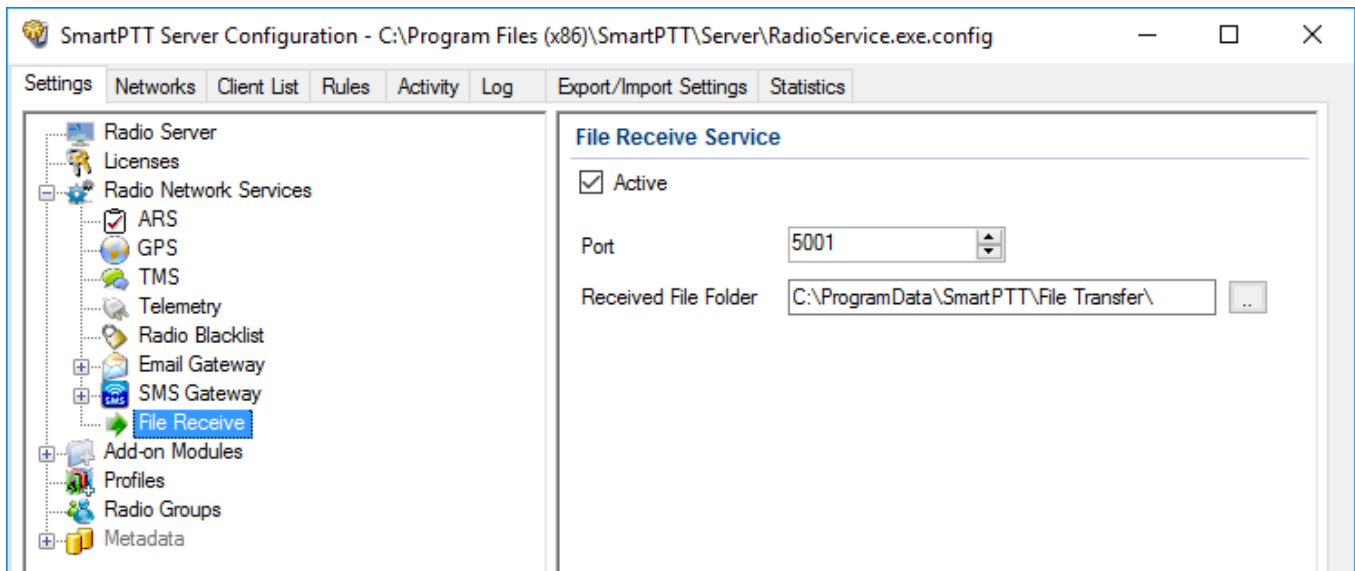 SmartPTT Server Configuration - C:\Program Files (x86)\SmartPTT\Server\RadioService.exe.config
Settings Networks Client List Rules Activity Log Export/Import Settings Statistics
Radio Server
Licenses
Radio Network Services
ARS
GPS
TMS
Telemetry
Radio Blacklist
Email Gateway
SMS Gateway
File Receive
Add-on Modules
Profiles
Radio Groups
Metadata
File Receive Service
Active
Port 5001
Received File Folder C:\ProgramData\SmartPTT\File Transfer\ ..